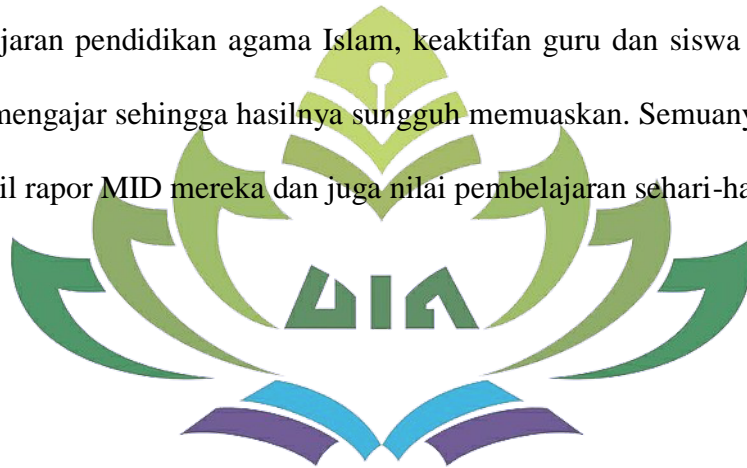 jaran pendidikan agama Islam, keaktifan guru dan siswa
mengajar sehingga hasilnya sungguh memuaskan. Semuany
il rapor MID mereka dan juga nilai pembelajaran sehari-ha
UIN